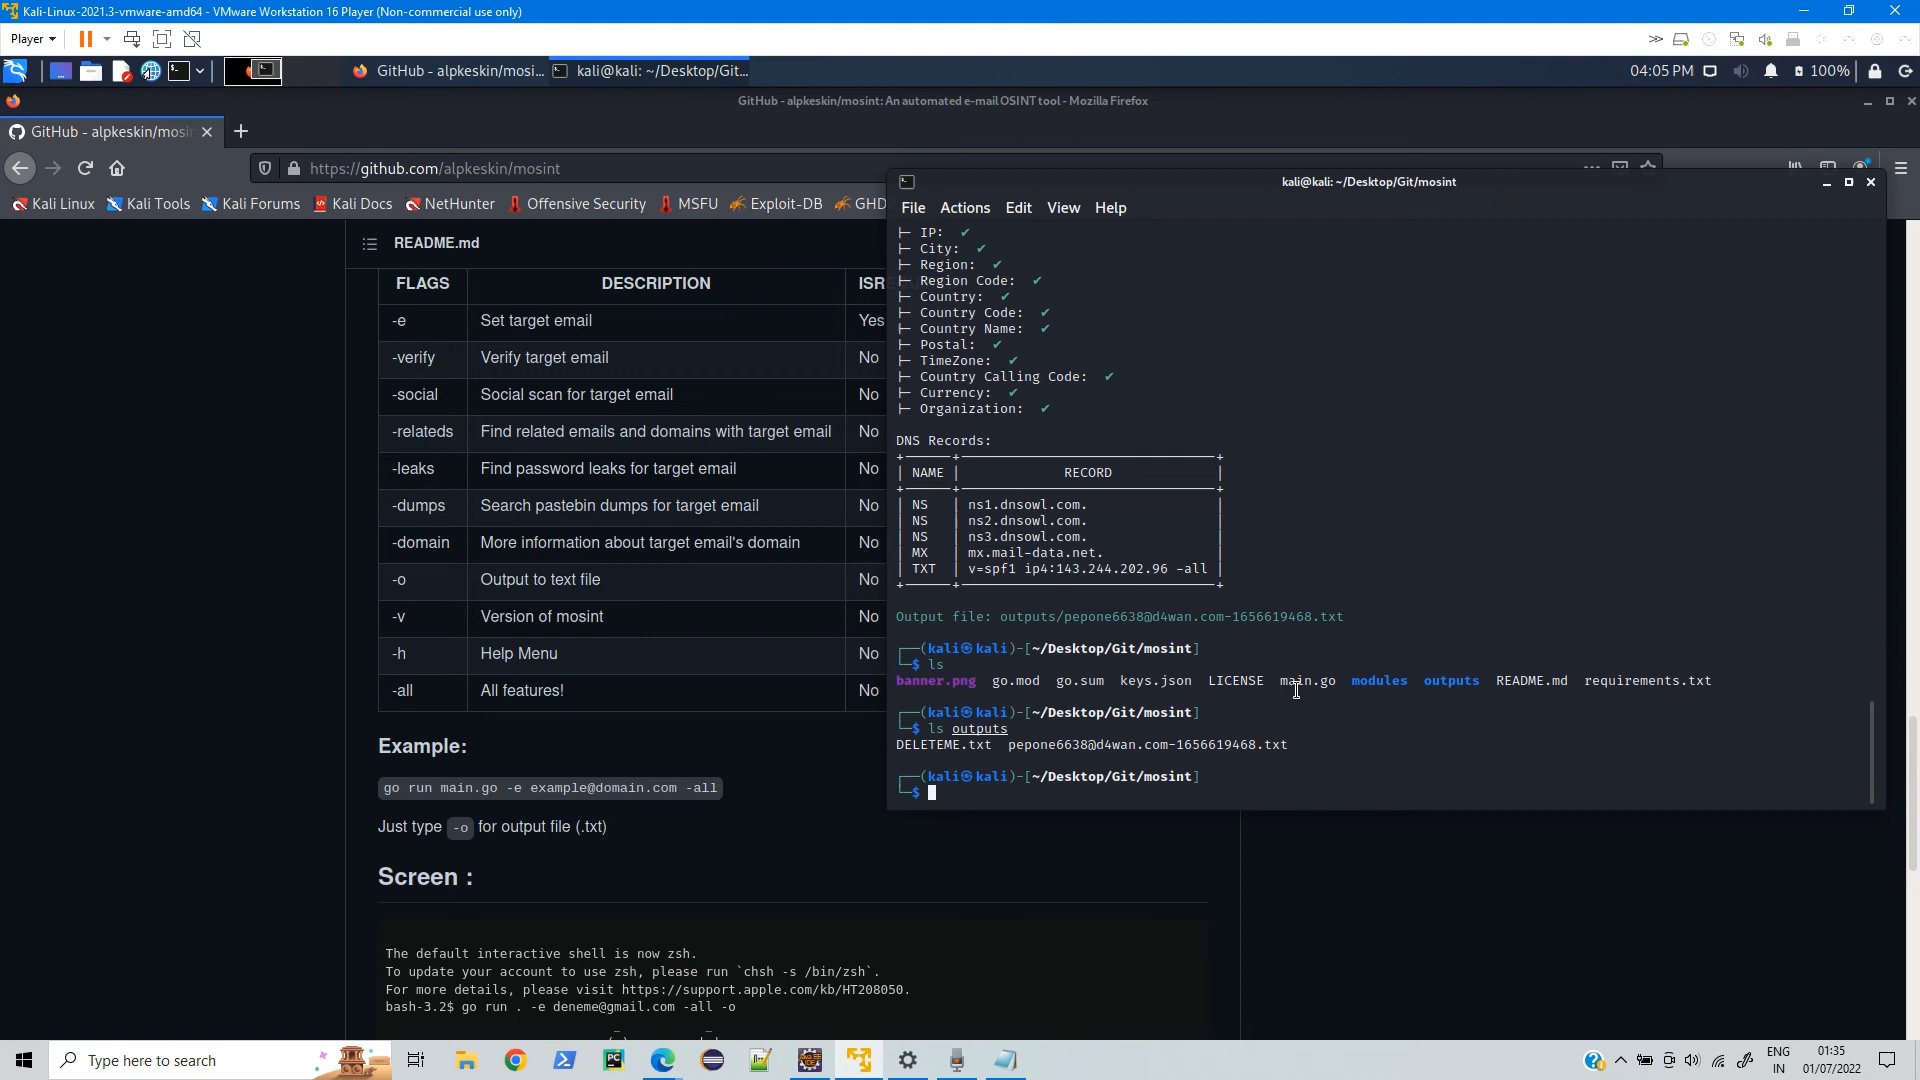 Kali-Linux-2021.3-vmware-amd64 - VMware Workstation 16 Player (Non-commercial use only)
Player
GitHub - alpkeskin/mosi...
kali@kali: ~/Desktop/Git...
04:05 PM
100%
GitHub - alpkeskin/mosint: An automated e-mail OSINT tool - Mozilla Firefox
GitHub - alpkeskin/mosin
https://github.com/alpkeskin/mosint
Kali Linux
Kali Tools
Kali Forums
Kali Docs
NetHunter
Offensive Security
MSFU
Exploit-DB
GHD
README.md
FLAGS DESCRIPTION ISR
-e Set target email Yes
-verify Verify target email No
-social Social scan for target email No
-relateds Find related emails and domains with target email No
-leaks Find password leaks for target email No
-dumps Search pastebin dumps for target email No
-domain More information about target email's domain No
-o Output to text file No
-v Version of mosint No
-h Help Menu No
-all All features! No
Example:
go run main.go -e example@domain.com -all
Just type -o for output file (.txt)
Screen :
The default interactive shell is now zsh.
To update your account to use zsh, please run `chsh -s /bin/zsh`.
For more details, please visit https://support.apple.com/kb/HT208050.
bash-3.2$ go run . -e deneme@gmail.com -all -o
kali@kali: ~/Desktop/Git/mosint
File Actions Edit View Help
├─ IP: ✔
├─ City: ✔
├─ Region: ✔
├─ Region Code: ✔
├─ Country: ✔
├─ Country Code: ✔
├─ Country Name: ✔
├─ Postal: ✔
├─ TimeZone: ✔
├─ Country Calling Code: ✔
├─ Currency: ✔
├─ Organization: ✔
DNS Records:
| NAME | RECORD |
| NS | ns1.dnsowl.com. |
| NS | ns2.dnsowl.com. |
| NS | ns3.dnsowl.com. |
| MX | mx.mail-data.net. |
| TXT | v=spf1 ip4:143.244.202.96 -all |
Output file: outputs/pepone6638@d4wan.com-1656619468.txt
┌──(kali㉿kali)-[~/Desktop/Git/mosint]
└─$ ls
banner.png go.mod go.sum keys.json LICENSE main.go modules outputs README.md requirements.txt
┌──(kali㉿kali)-[~/Desktop/Git/mosint]
└─$ ls outputs
DELETEME.txt pepone6638@d4wan.com-1656619468.txt
┌──(kali㉿kali)-[~/Desktop/Git/mosint]
└─$
Type here to search
ENG
IN
01:35
01/07/2022